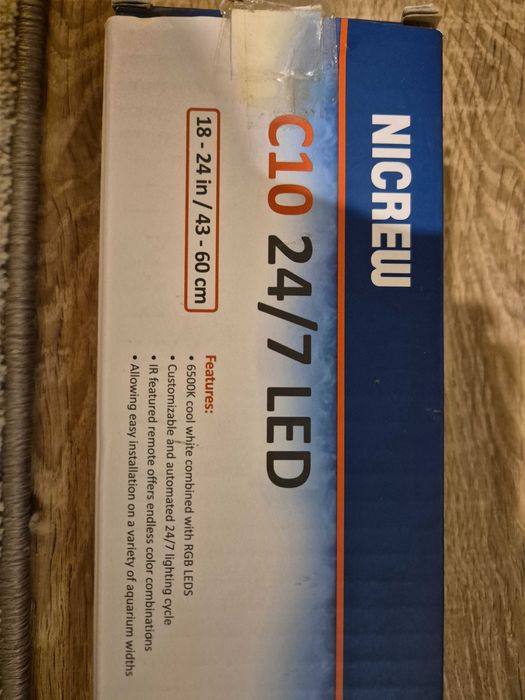 NICREW
C10 24/7 LED
18 - 24 in / 43 - 60 cm
Features:
• 6500K cool white combined with RGB LEDS
• Customizable and automated 24/7 lighting cycle
• IR featured remote offers endless color combinations
• Allowing easy installation on a variety of aquarium widths